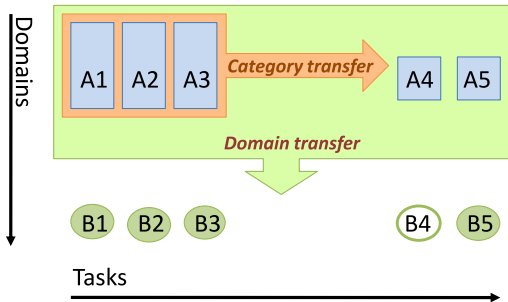 Domains
A1 A2 A3
Category transfer
A4 A5
Domain transfer
B1 B2 B3 B4 B5
Tasks